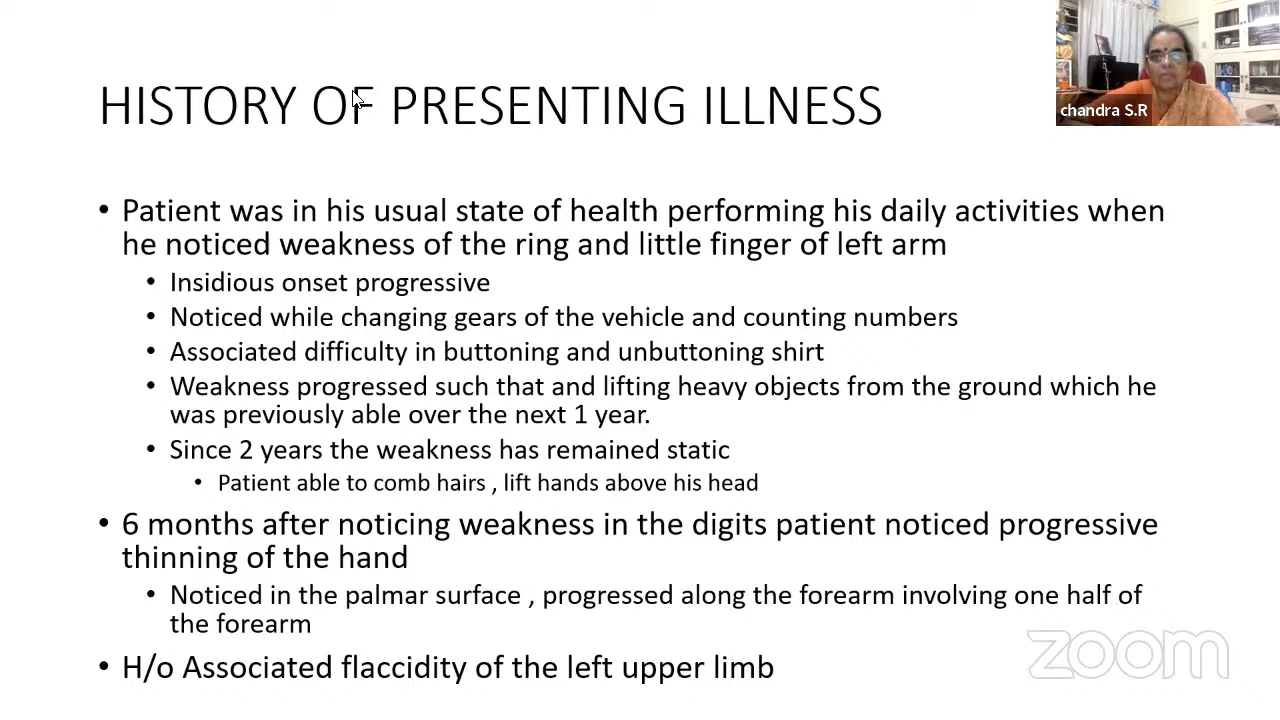 HISTORY OF PRESENTING ILLNESS
chandra S.R
• Patient was in his usual state of health performing his daily activities when
he noticed weakness of the ring and little finger of left arm
• Insidious onset progressive
• Noticed while changing gears of the vehicle and counting numbers
• Associated difficulty in buttoning and unbuttoning shirt
• Weakness progressed such that and lifting heavy objects from the ground which he
was previously able over the next 1 year.
• Since 2 years the weakness has remained static
• Patient able to comb hairs , lift hands above his head
• 6 months after noticing weakness in the digits patient noticed progressive
thinning of the hand
• Noticed in the palmar surface , progressed along the forearm involving one half of
the forearm
• H/o Associated flaccidity of the left upper limb
zoom